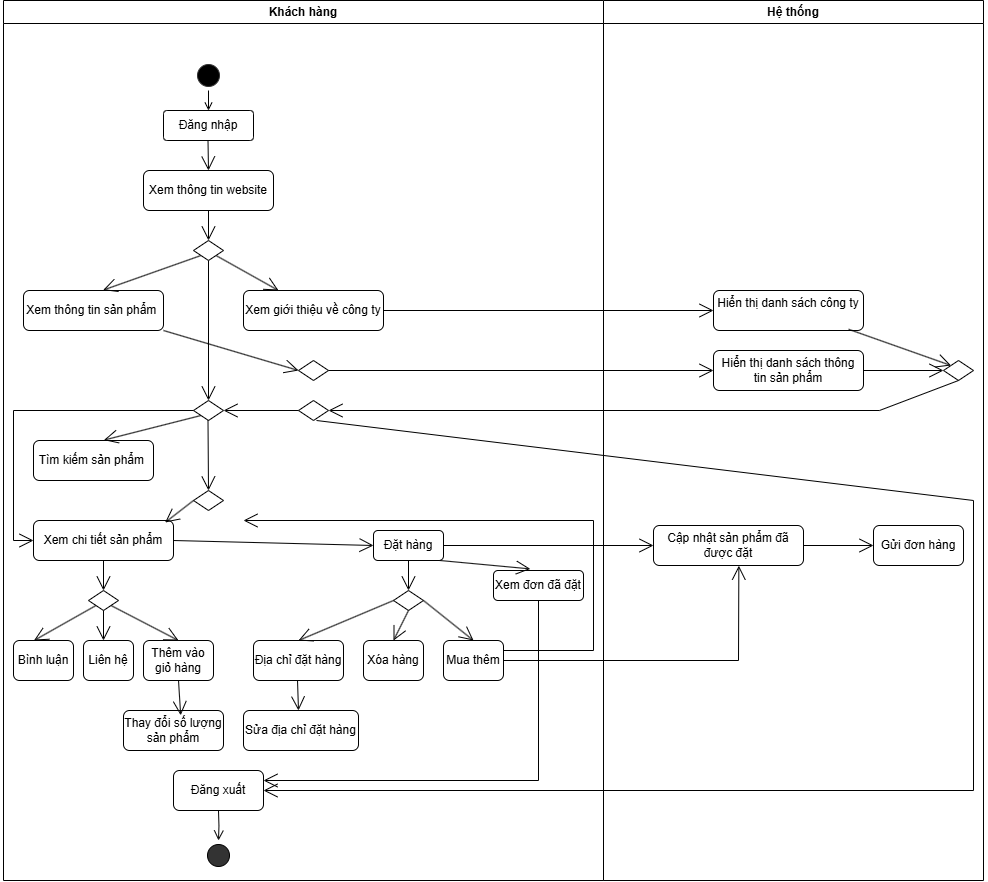 Khách hàng
Hệ thống
Đăng nhập
Xem thông tin website
Xem thông tin sản phẩm
Xem giới thiệu về công ty
Hiển thị danh sách công ty
Hiển thị danh sách thông
tin sản phẩm
Tìm kiếm sản phẩm
Xem chi tiết sản phẩm
Đặt hàng
Cập nhật sản phẩm đã
được đặt
Gửi đơn hàng
Xem đơn đã đặt
Bình luận
Liên hệ
Thêm vào
giỏ hàng
Địa chỉ đặt hàng
Xóa hàng
Mua thêm
Thay đổi số lượng
sản phẩm
Sửa địa chỉ đặt hàng
Đăng xuất